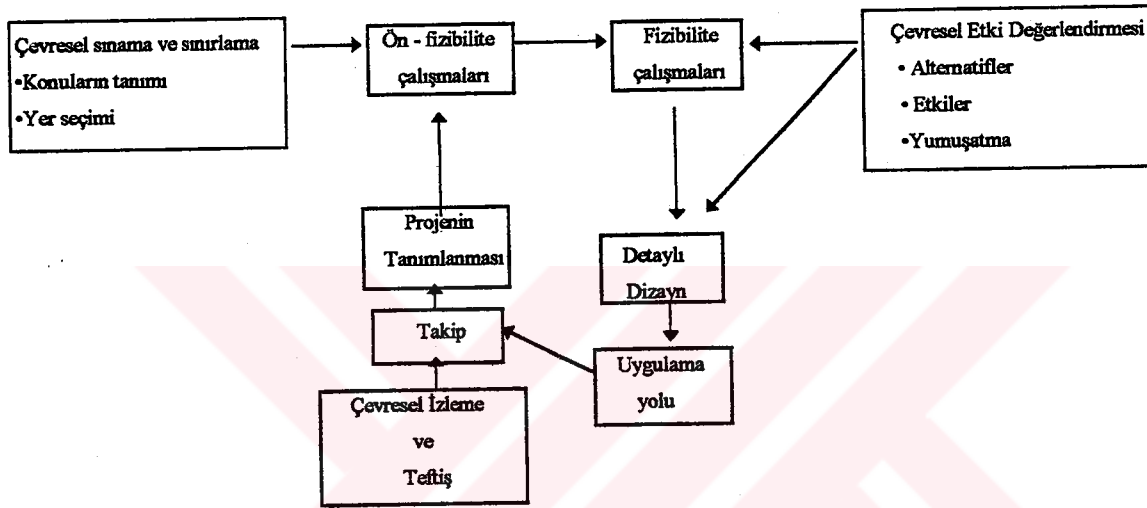 Çevresel sınama ve sınırlama
•Konuların tanımı
•Yer seçimi
Ön - fizibilite
çalışmaları
Fizibilite
çalışmaları
Çevresel Etki Değerlendirmesi
• Alternatifler
• Etkiler
•Yumuşatma
Projenin
Tanımlanması
Detaylı
Dizayn
Takip
Uygulama
yolu
Çevresel İzleme
ve
Teftiş